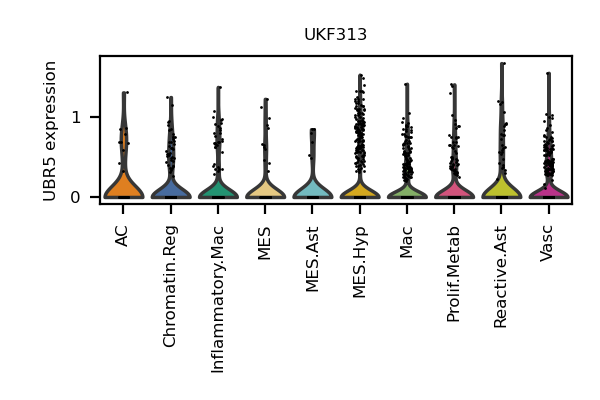 UKF313
UBR5 expression
1
0
AC
Chromatin.Reg
Inflammatory.Mac
MES
MES.Ast
MES.Hyp
Mac
Prolif.Metab
Reactive.Ast
Vasc